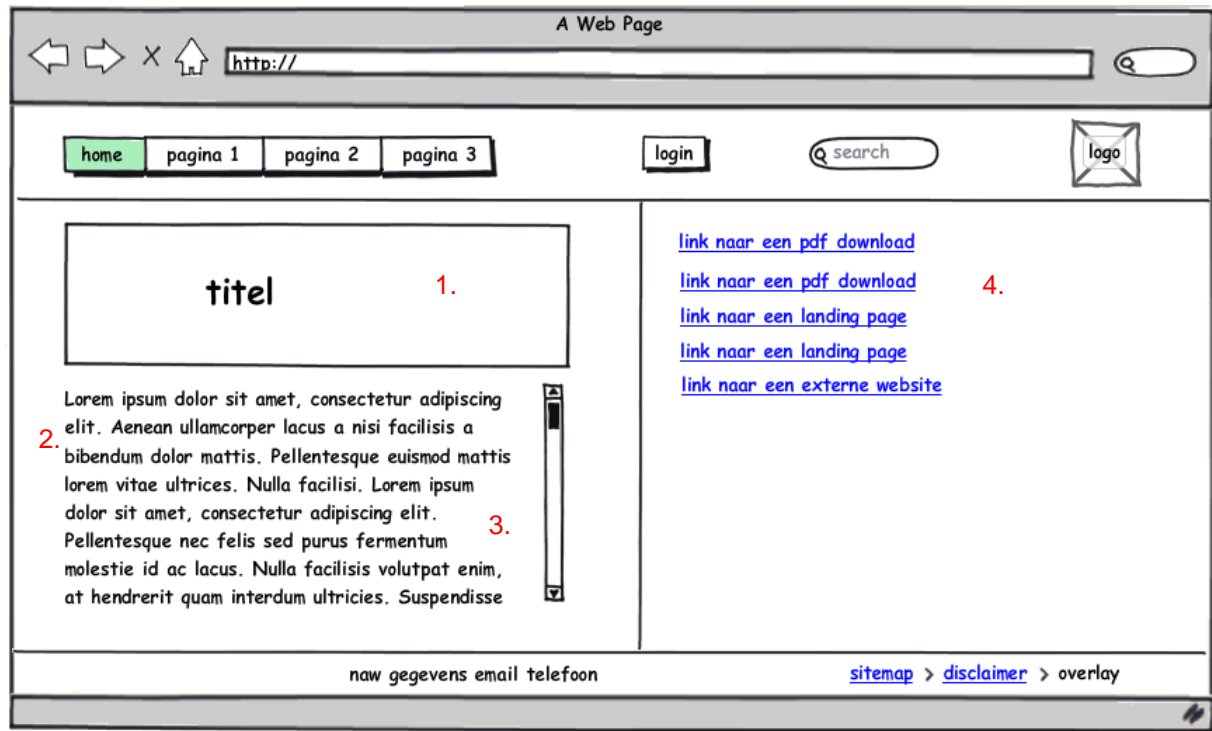 A Web Page
http://
home pagina 1 pagina 2 pagina 3 login search logo
titel 1.
Lorem ipsum dolor sit amet, consectetur adipiscing
elit. Aenean ullamcorper lacus a nisi facilisis a
2.
bibendum dolor mattis. Pellentesque euismod mattis
lorem vitae ultrices. Nulla facilisi. Lorem ipsum
dolor sit amet, consectetur adipiscing elit.
3.
Pellentesque nec felis sed purus fermentum
molestie id ac lacus. Nulla facilisis volutpat enim,
at hendrerit quam interdum ultricies. Suspendisse
link naar een pdf download
link naar een pdf download 4.
link naar een landing page
link naar een landing page
link naar een externe website
naw gegevens email telefoon sitemap > disclaimer > overlay